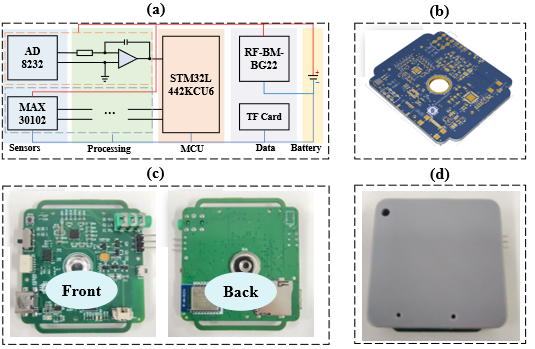 (a)
(b)
AD
8232
RF-BM-
BG22
STM32L
442KCU6
MAX
30102
...
TF Card
+
-
Sensors
Processing
MCU
Data
Battery
(c)
(d)
Front
Back